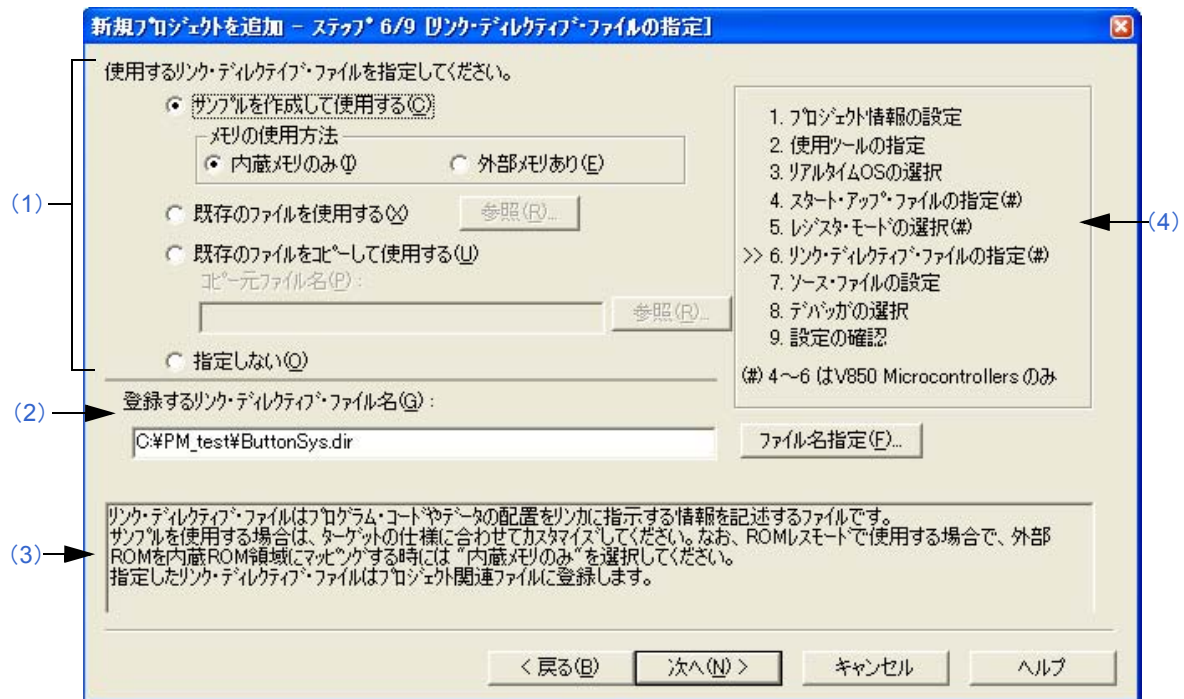 新規プロジェクトを追加 - ステップ 6/9 [リンク・ディレクティブ・ファイルの指定]
使用するリンク・ディレクティブ・ファイルを指定してください。
サンプルを作成して使用する(C)
メモリの使用方法
内蔵メモリのみ(I)
外部メモリあり(E)
(1)
既存のファイルを使用する(X)
参照(R)...
既存のファイルをコピーして使用する(U)
コピー元ファイル名(P):
参照(R)...
指定しない(O)
1. プロジェクト情報の設定
2. 使用ツールの指定
3. リアルタイムOSの選択
4. スタート・アップ・ファイルの指定(#)
5. レジスタ・モードの選択(#)
>> 6. リンク・ディレクティブ・ファイルの指定(#)
7. ソース・ファイルの設定
8. デバッガの選択
9. 設定の確認
(#) 4～6 はV850 Microcontrollers のみ
(4)
(2)
登録するリンク・ディレクティブ・ファイル名(G):
C:¥PM_test¥ButtonSys.dir
ファイル名指定(F)...
(3)
リンク・ディレクティブ・ファイルはプログラム・コードやデータの配置をリンカに指示する情報を記述するファイルです。
サンプルを使用する場合は、ターゲットの仕様に合わせてカスタマイズしてください。なお、ROMレスモードで使用する場合で、外部
ROMを内蔵ROM領域にマッピングする時には "内蔵メモリのみ"を選択してください。
指定したリンク・ディレクティブ・ファイルはプロジェクト関連ファイルに登録します。
< 戻る(B)
次へ(N) >
キャンセル
ヘルプ